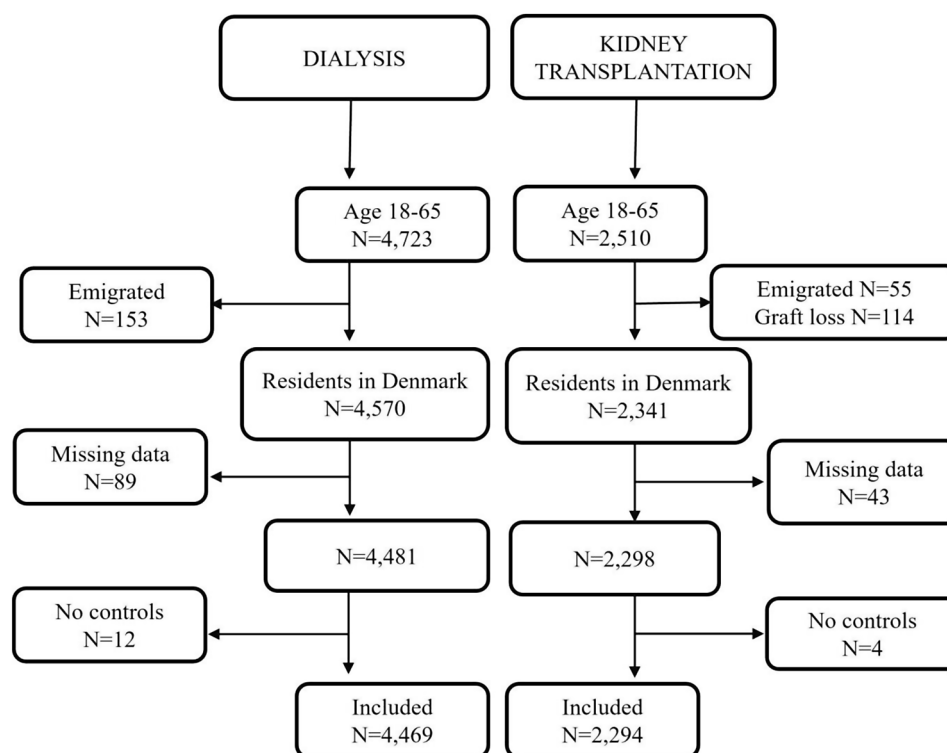 DIALYSIS
KIDNEY
TRANSPLANTATION
Age 18-65
N=4,723
Age 18-65
N=2,510
Emigrated
N=153
Emigrated N=55
Graft loss N=114
Residents in Denmark
N=4,570
Residents in Denmark
N=2,341
Missing data
N=89
Missing data
N=43
N=4,481
N=2,298
No controls
N=12
No controls
N=4
Included
N=4,469
Included
N=2,294